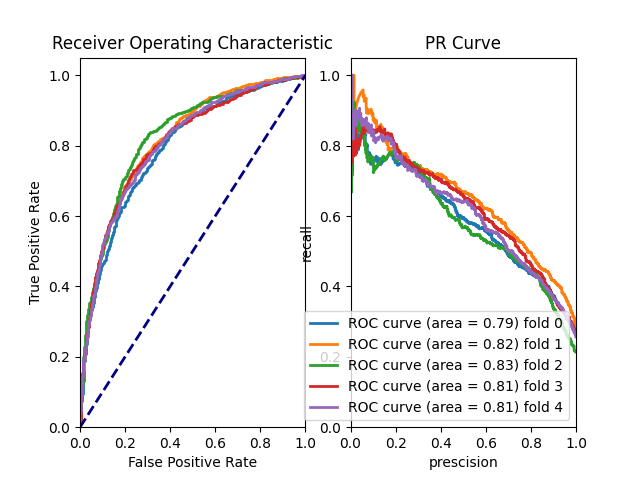 Receiver Operating Characteristic
True Positive Rate
1.0
0.8
0.6
0.4
0.2
0.0
0.0 0.2 0.4 0.6 0.8 1.0
False Positive Rate
PR Curve
recall
1.0
0.8
0.6
0.4
0.2
0.0
0.0 0.2 0.4 0.6 0.8 1.0
prescision
ROC curve (area = 0.79) fold 0
ROC curve (area = 0.82) fold 1
ROC curve (area = 0.83) fold 2
ROC curve (area = 0.81) fold 3
ROC curve (area = 0.81) fold 4